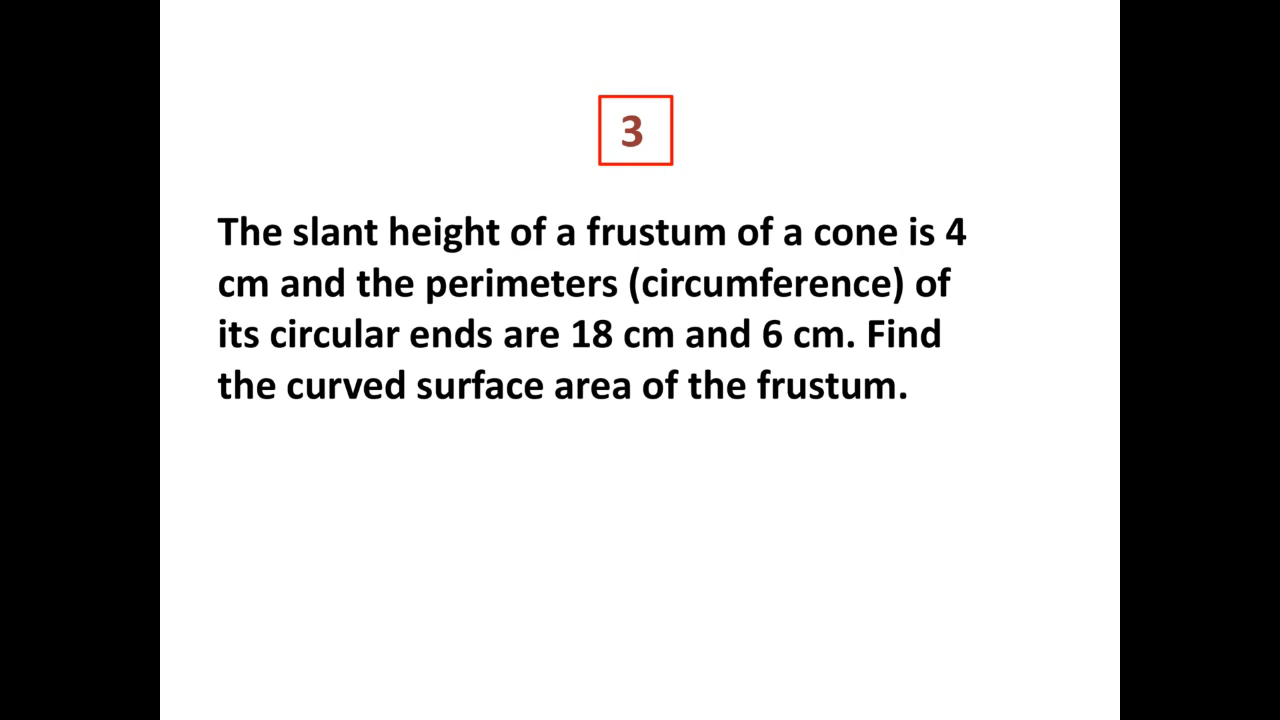 3
The slant height of a frustum of a cone is 4
cm and the perimeters (circumference) of
its circular ends are 18 cm and 6 cm. Find
the curved surface area of the frustum.